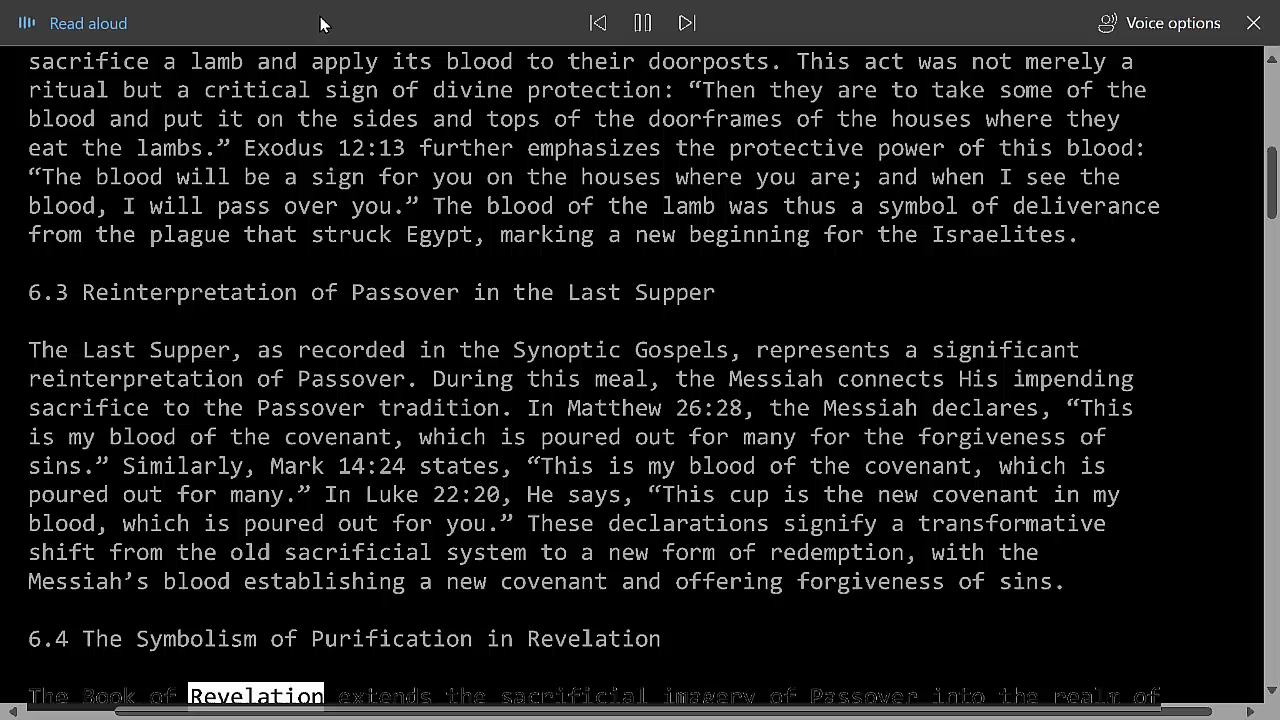 Read aloud
Voice options
sacrifice a lamb and apply its blood to their doorposts. This act was not merely a
ritual but a critical sign of divine protection: “Then they are to take some of the
blood and put it on the sides and tops of the doorframes of the houses where they
eat the lambs.” Exodus 12:13 further emphasizes the protective power of this blood:
“The blood will be a sign for you on the houses where you are; and when I see the
blood, I will pass over you.” The blood of the lamb was thus a symbol of deliverance
from the plague that struck Egypt, marking a new beginning for the Israelites.
6.3 Reinterpretation of Passover in the Last Supper
The Last Supper, as recorded in the Synoptic Gospels, represents a significant
reinterpretation of Passover. During this meal, the Messiah connects His impending
sacrifice to the Passover tradition. In Matthew 26:28, the Messiah declares, “This
is my blood of the covenant, which is poured out for many for the forgiveness of
sins.” Similarly, Mark 14:24 states, “This is my blood of the covenant, which is
poured out for many.” In Luke 22:20, He says, “This cup is the new covenant in my
blood, which is poured out for you.” These declarations signify a transformative
shift from the old sacrificial system to a new form of redemption, with the
Messiah’s blood establishing a new covenant and offering forgiveness of sins.
6.4 The Symbolism of Purification in Revelation
The Book of Revelation extends the sacrificial imagery of Passover into the realm of